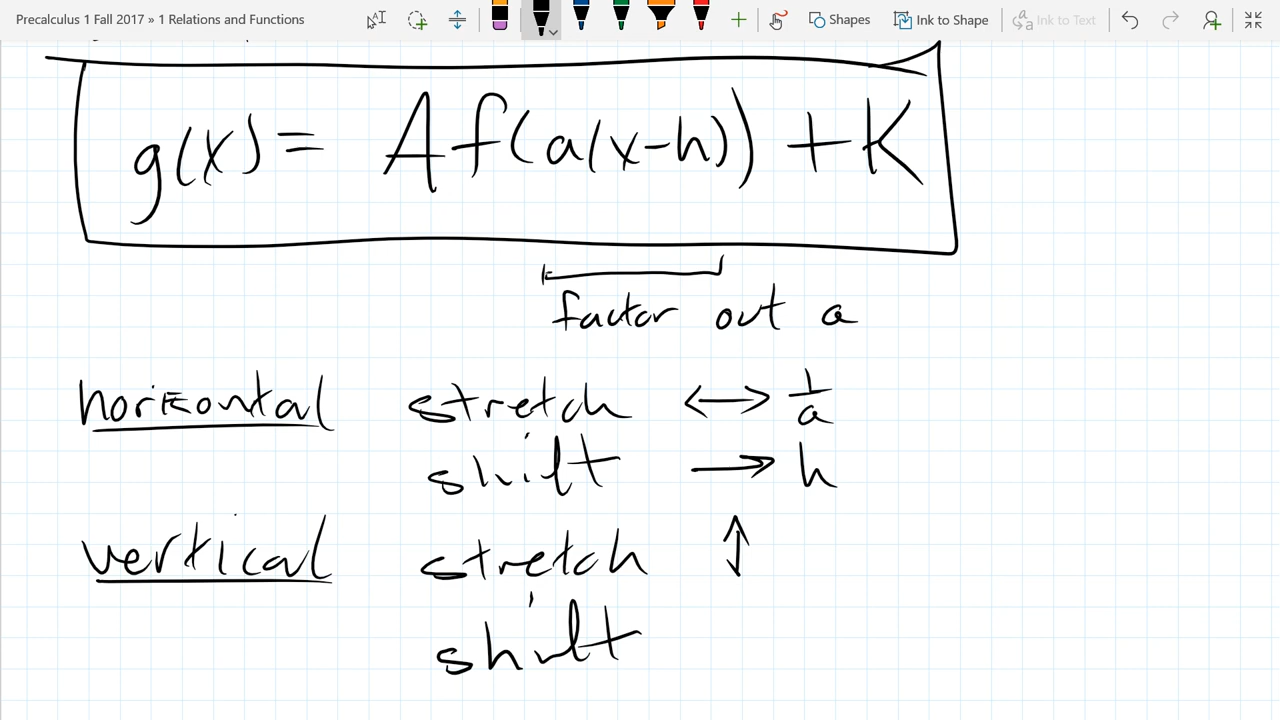 Precalculus 1 Fall 2017 » 1 Relations and Functions
Shapes Ink to Shape Ink to Text
g(x) = Af(a(x-h)) + K
factor out a
horizontal stretch ↔ 1/a
shift → h
vertical stretch ↕
shift